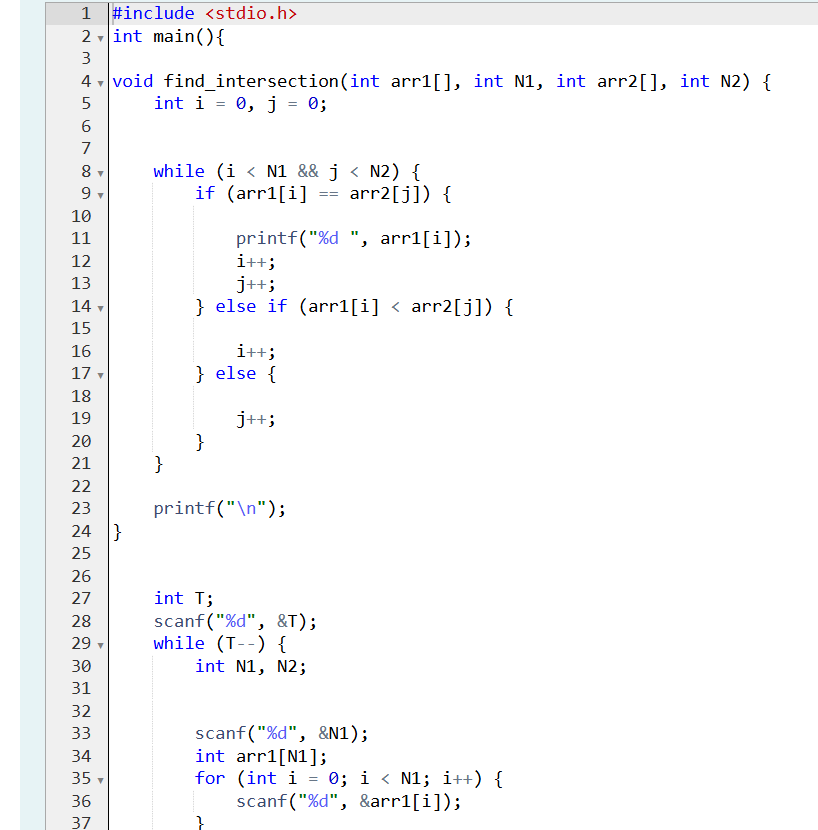 1 #include <stdio.h>
2 int main(){
3
4 void find_intersection(int arr1[], int N1, int arr2[], int N2) {
5     int i = 0, j = 0;
6
7
8     while (i < N1 && j < N2) {
9         if (arr1[i] == arr2[j]) {
10
11             printf("%d ", arr1[i]);
12             i++;
13             j++;
14         } else if (arr1[i] < arr2[j]) {
15
16             i++;
17         } else {
18
19             j++;
20         }
21     }
22
23     printf("\n");
24 }
25
26
27     int T;
28     scanf("%d", &T);
29     while (T--) {
30         int N1, N2;
31
32
33         scanf("%d", &N1);
34         int arr1[N1];
35         for (int i = 0; i < N1; i++) {
36             scanf("%d", &arr1[i]);
37         }